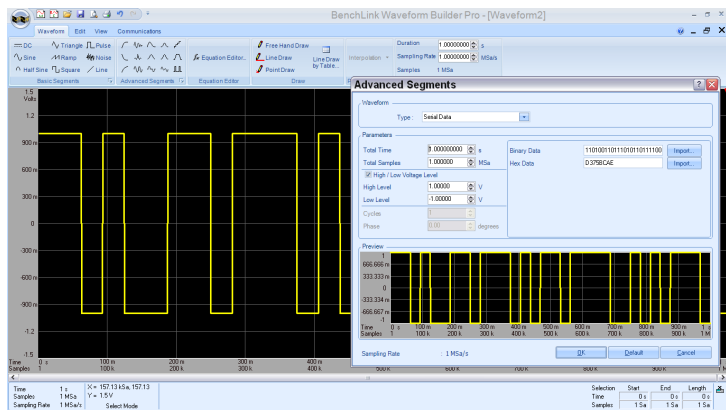 BenchLink Waveform Builder Pro - [Waveform2]
Waveform Edit View Communications
DC Triangle Pulse
Sine Ramp Noise
Half Sine Square Line
Basic Segments
Advanced Segments
Equation Editor...
Equation Editor
Free Hand Draw
Line Draw
Point Draw
Line Draw by Table...
Draw
Interpolation
Duration 1.00000000 s
Sampling Rate 1.00000000 MSa/s
Samples 1 MSa
Advanced Segments
Waveform
Type : Serial Data
Parameters
Total Time 1.000000000 s
Total Samples 1.000000 MSa
High / Low Voltage Level
High Level 1.00000 V
Low Level -1.00000 V
Cycles 1
Phase 0.00 degrees
Binary Data 1101001101110101101111100 Import...
Hex Data D375BCAE Import...
Preview
1
666.666 m
333.333 m
0
-333.334 m
-666.667 m
-1
Time 0 s 100 m 200 m 300 m 400 m 500 m 600 m 700 m 800 m 900 m 1 s
Samples 1 100 k 200 k 300 k 400 k 500 k 600 k 700 k 800 k 900 k 1 M
Sampling Rate : 1 MSa/s
OK Default Cancel
1.5
Volts
1.2
900 m
600 m
300 m
0
-300 m
-600 m
-900 m
-1.2
-1.5
Time 0 s 100 m 200 m 300 m 400 m
Samples 1 100 k 200 k 300 k 400 k 500 k 600 k 700 k 800 k 900 k 1 M
Time 1 s
Samples 1 MSa
Sampling Rate 1 MSa/s
X = 157.13 kSa, 157.13
Y = 1.5 V
Select Mode
Selection Start End Length
Time 0 s 0 s 0 s
Samples 1 Sa 1 Sa 1 Sa